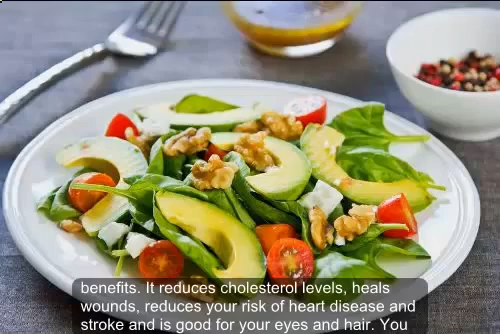 benefits. It reduces cholesterol levels, heals
wounds, reduces your risk of heart disease and
stroke and is good for your eyes and hair. You